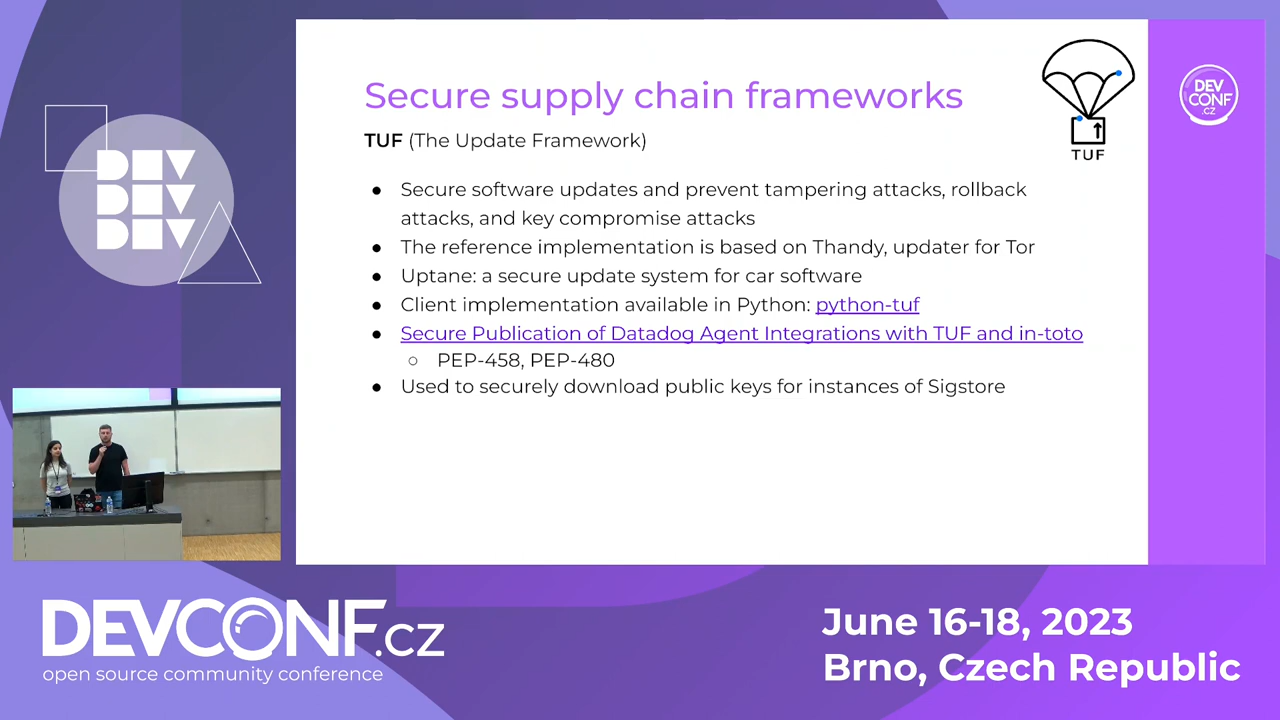 Secure supply chain frameworks
TUF (The Update Framework)
TUF
DEV
CONF
.CZ
● Secure software updates and prevent tampering attacks, rollback
attacks, and key compromise attacks
● The reference implementation is based on Thandy, updater for Tor
● Uptane: a secure update system for car software
● Client implementation available in Python: python-tuf
● Secure Publication of Datadog Agent Integrations with TUF and in-toto
○ PEP-458, PEP-480
● Used to securely download public keys for instances of Sigstore
DEV
DEV
DEV
DEVCONF.cz
open source community conference
June 16-18, 2023
Brno, Czech Republic